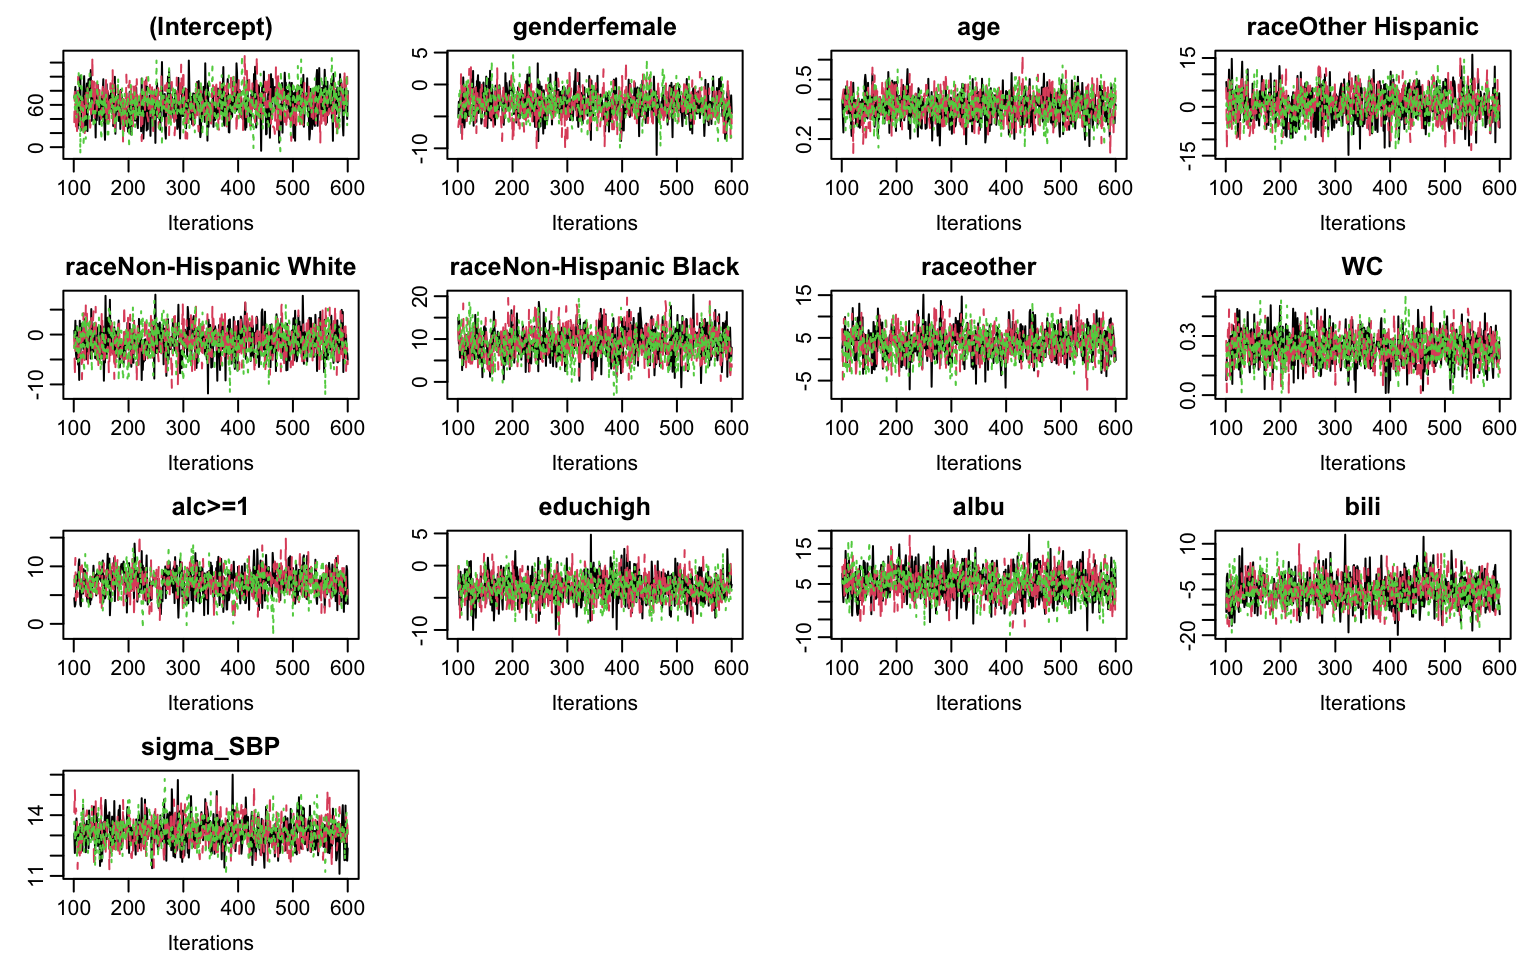 (Intercept) genderfemale age raceOther Hispanic
60 0 5 0 -10 0.5 0.2 15 0 -15
100 200 300 400 500 600 100 200 300 400 500 600 100 200 300 400 500 600 100 200 300 400 500 600
Iterations Iterations Iterations Iterations
raceNon-Hispanic White raceNon-Hispanic Black raceother WC
0 -10 20 10 0 15 5 -5 0.3 0.0
100 200 300 400 500 600 100 200 300 400 500 600 100 200 300 400 500 600 100 200 300 400 500 600
Iterations Iterations Iterations Iterations
alc>=1 educhigh albu bili
10 0 5 0 -10 15 5 -10 10 -5 -20
100 200 300 400 500 600 100 200 300 400 500 600 100 200 300 400 500 600 100 200 300 400 500 600
Iterations Iterations Iterations Iterations
sigma_SBP
14 11
100 200 300 400 500 600
Iterations